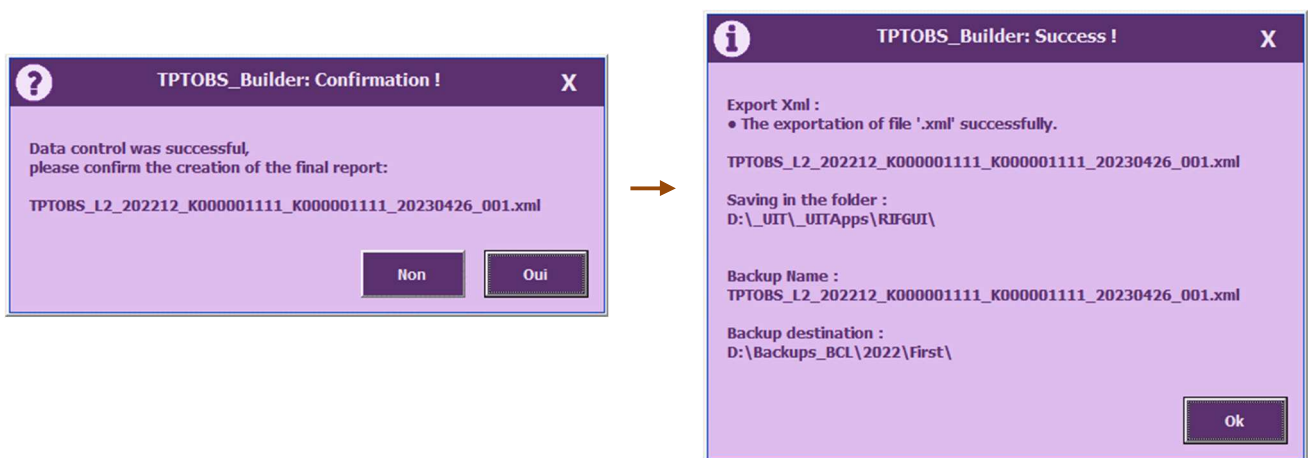 TPTOBS_Builder: Confirmation !
X
Data control was successful,
please confirm the creation of the final report:
TPTOBS_L2_202212_K000001111_K000001111_20230426_001.xml
Non
Oui
TPTOBS_Builder: Success !
X
Export Xml :
• The exportation of file '.xml' successfully.
TPTOBS_L2_202212_K000001111_K000001111_20230426_001.xml
Saving in the folder :
D:\_UIT\_UITApps\RIFGUI\
Backup Name :
TPTOBS_L2_202212_K000001111_K000001111_20230426_001.xml
Backup destination :
D:\Backups_BCL\2022\First\
Ok